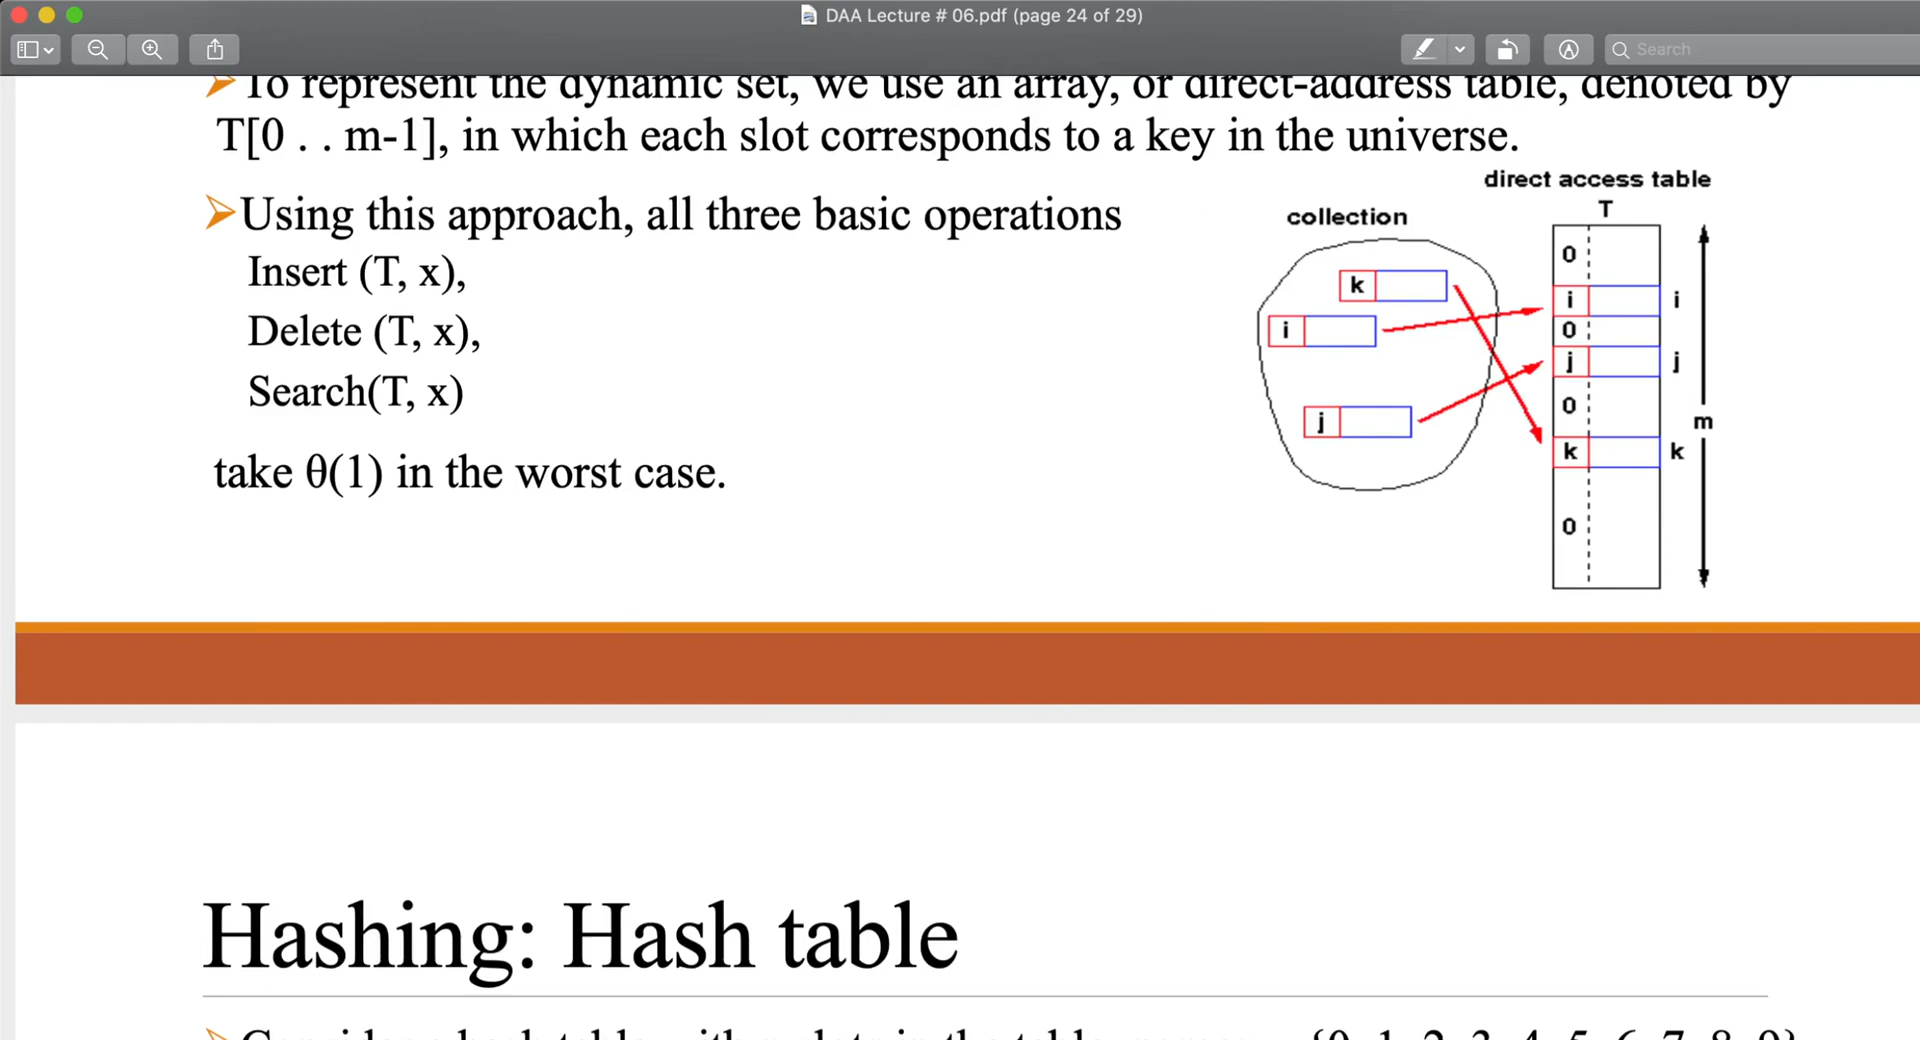 DAA Lecture # 06.pdf (page 24 of 29)
Search
To represent the dynamic set, we use an array, or direct-address table, denoted by
T[0 . . m-1], in which each slot corresponds to a key in the universe.
Using this approach, all three basic operations
Insert (T, x),
Delete (T, x),
Search(T, x)
take θ(1) in the worst case.
direct access table
T
collection
k
i
j
0
i
i
0
j
j
0
m
k
k
0
Hashing: Hash table